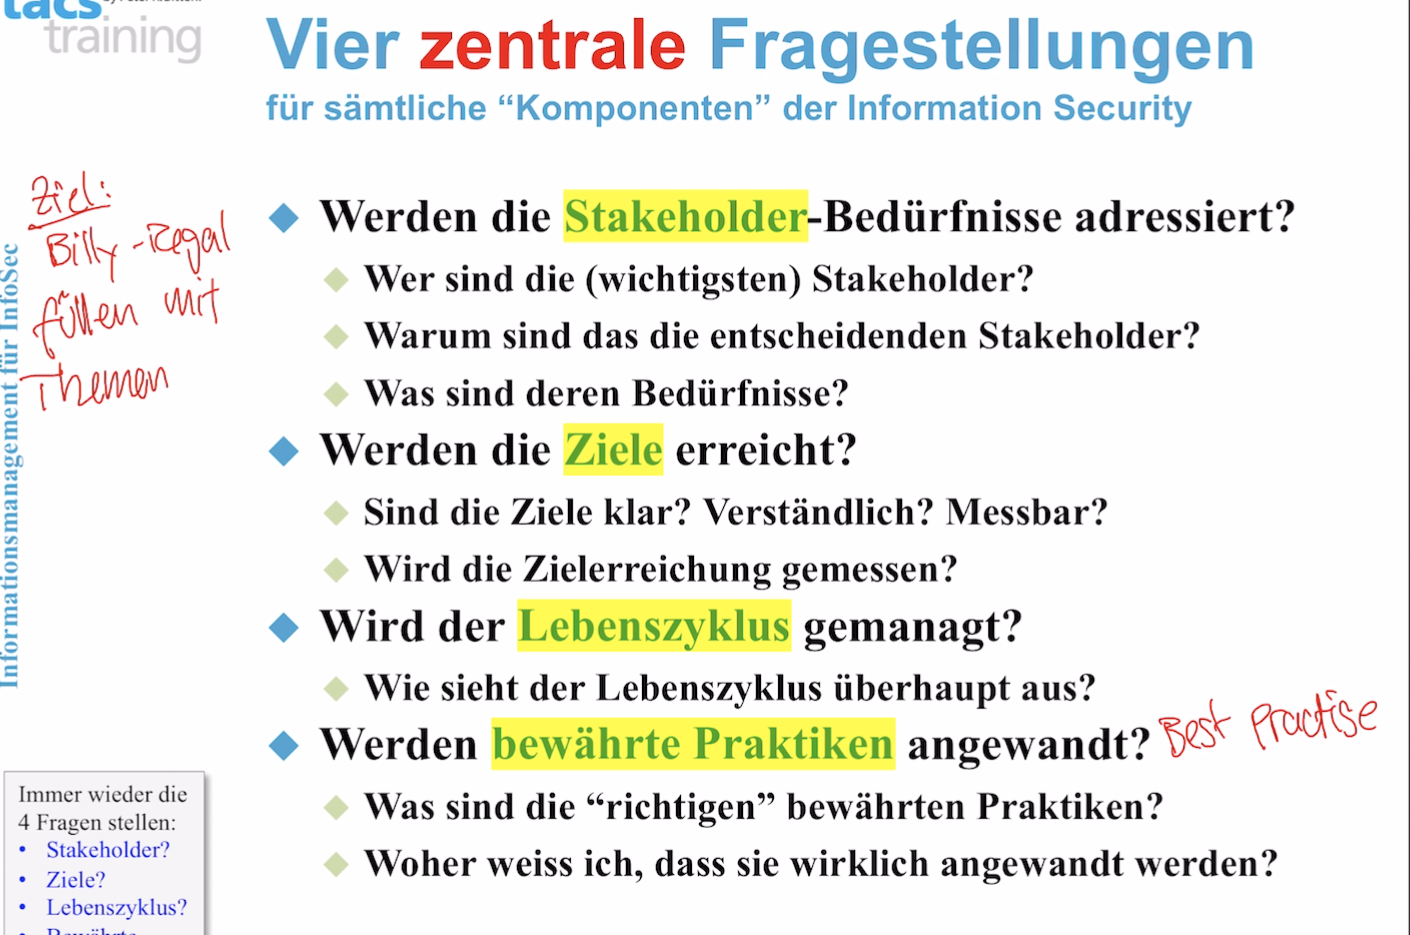 tacs
training
Vier zentrale Fragestellungen
für sämtliche “Komponenten” der Information Security
Ziel:
Billy-Regal
füllen mit
Themen
Informationsmanagement für InfoSec
Werden die Stakeholder-Bedürfnisse adressiert?
Wer sind die (wichtigsten) Stakeholder?
Warum sind das die entscheidenden Stakeholder?
Was sind deren Bedürfnisse?
Werden die Ziele erreicht?
Sind die Ziele klar? Verständlich? Messbar?
Wird die Zielerreichung gemessen?
Wird der Lebenszyklus gemanagt?
Wie sieht der Lebenszyklus überhaupt aus?
Werden bewährte Praktiken angewandt? Best Practise
Was sind die “richtigen” bewährten Praktiken?
Woher weiss ich, dass sie wirklich angewandt werden?
Immer wieder die
4 Fragen stellen:
• Stakeholder?
• Ziele?
• Lebenszyklus?